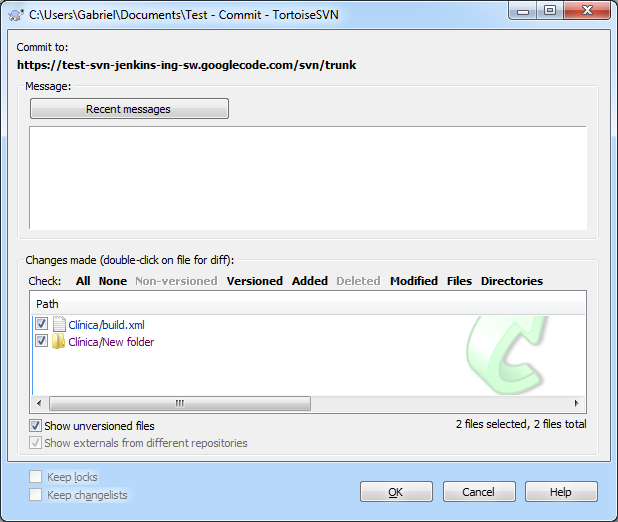 C:\Users\Gabriel\Documents\Test - Commit - TortoiseSVN
Commit to:
https://test-svn-jenkins-ing-sw.googlecode.com/svn/trunk
Message:
Recent messages
Changes made (double-click on file for diff):
Check: All None Non-versioned Versioned Added Deleted Modified Files Directories
Path
Clínica/build.xml
Clínica/New folder
Show unversioned files
2 files selected, 2 files total
Show externals from different repositories
Keep locks
Keep changelists
OK Cancel Help